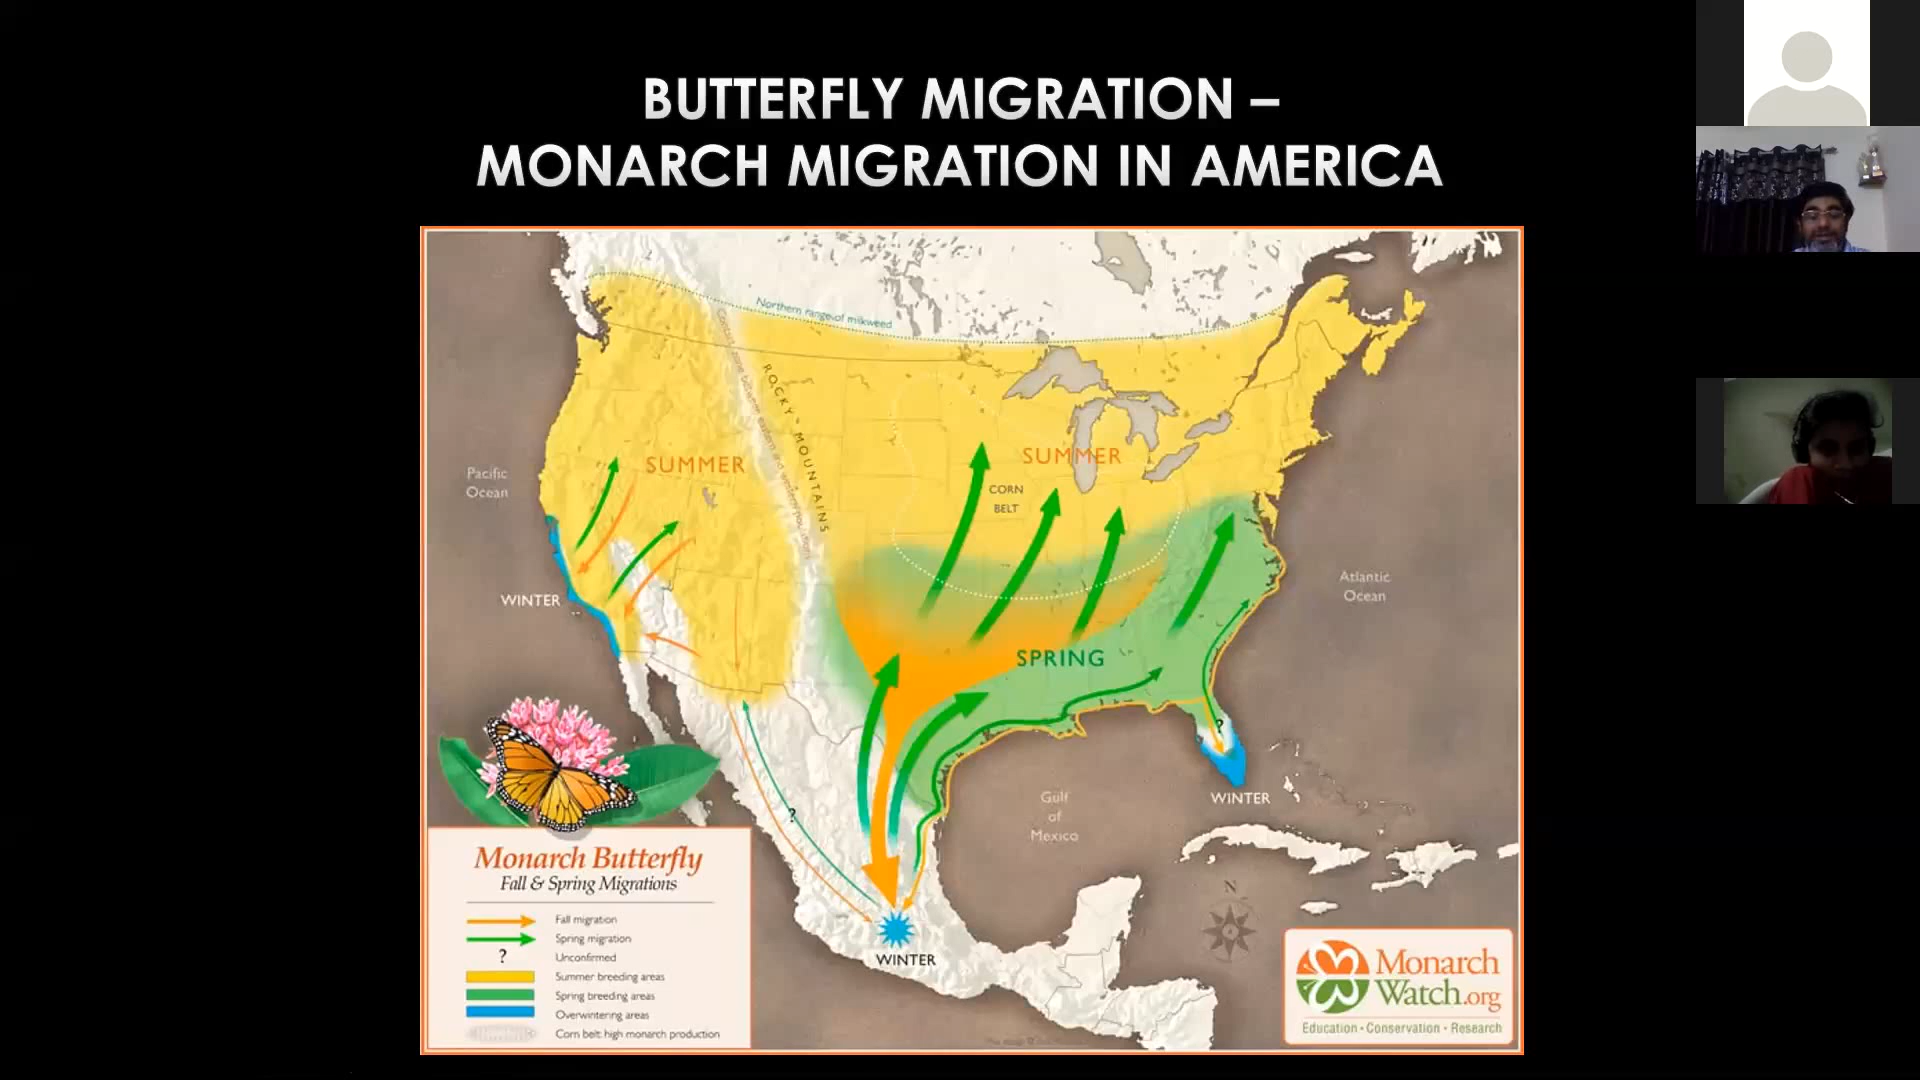 BUTTERFLY MIGRATION –
MONARCH MIGRATION IN AMERICA
Northern range of milkweed
ROCKY MOUNTAINS
Pacific
Ocean
SUMMER
SUMMER
CORN
BELT
WINTER
Atlantic
Ocean
SPRING
?
?
Gulf
of
Mexico
WINTER
N
WINTER
Monarch Butterfly
Fall & Spring Migrations
Fall migration
Spring migration
? Unconfirmed
Summer breeding areas
Spring breeding areas
Overwintering areas
Corn belt: high monarch production
Monarch
Watch.org
Education • Conservation • Research